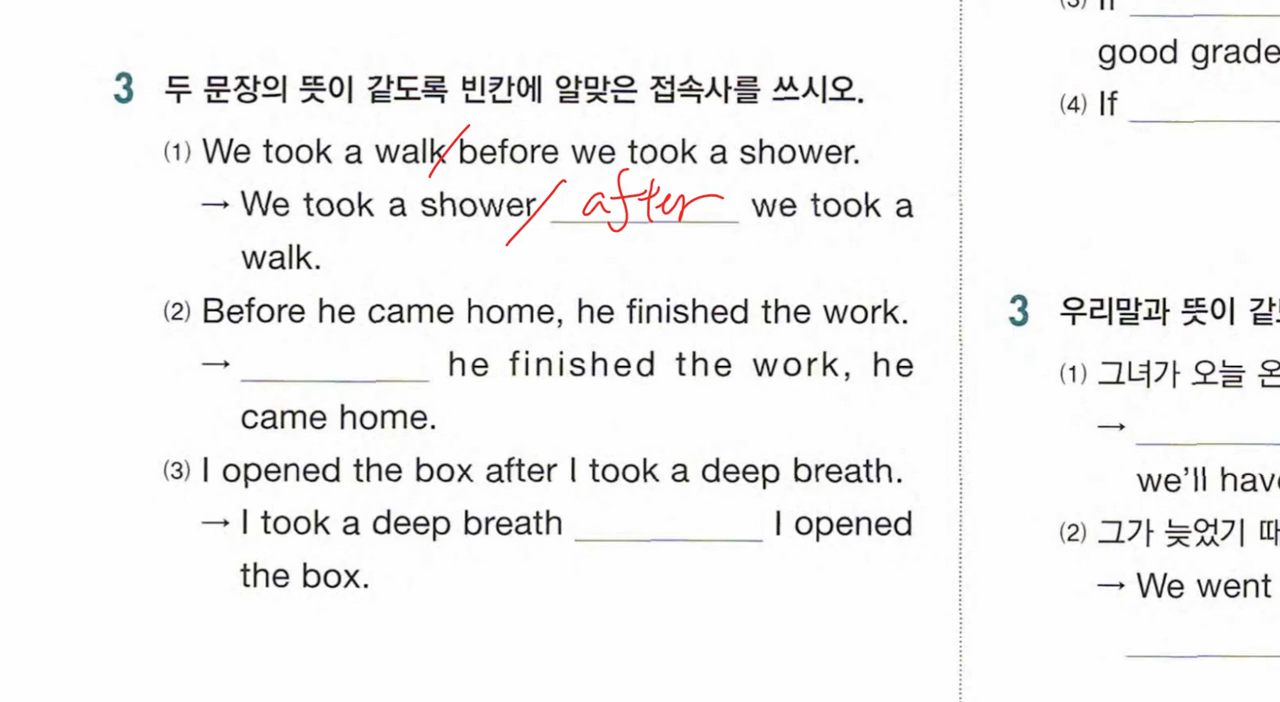 3 두 문장의 뜻이 같도록 빈칸에 알맞은 접속사를 쓰시오.
(1) We took a walk/before we took a shower.
→ We took a shower/ after we took a
walk.
(2) Before he came home, he finished the work.
→ ________ he finished the work, he
came home.
(3) I opened the box after I took a deep breath.
→ I took a deep breath ________ I opened
the box.
good grade
(4) If ________
3 우리말과 뜻이
(1) 그녀가 오늘
→ ________
we'll have
(2) 그가 늦었기
→ We went